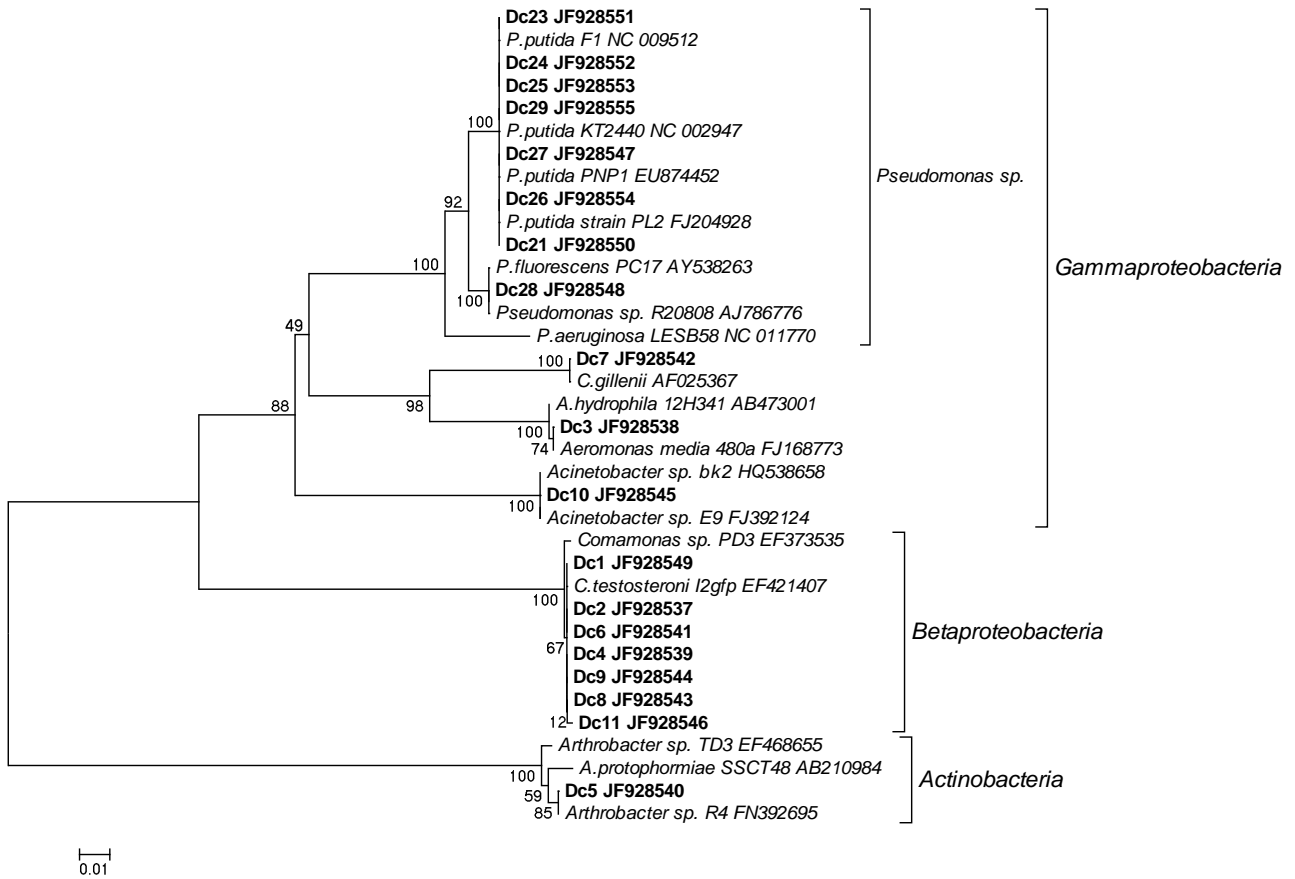 Dc23 JF928551
P.putida F1 NC 009512
Dc24 JF928552
Dc25 JF928553
Dc29 JF928555
100
P.putida KT2440 NC 002947
Dc27 JF928547
P.putida PNP1 EU874452
Pseudomonas sp.
92
Dc26 JF928554
P.putida strain PL2 FJ204928
Dc21 JF928550
100
P.fluorescens PC17 AY538263
Gammaproteobacteria
100
Dc28 JF928548
Pseudomonas sp. R20808 AJ786776
49
P.aeruginosa LESB58 NC 011770
100
Dc7 JF928542
C.gillenii AF025367
88
98
A.hydrophila 12H341 AB473001
100
Dc3 JF928538
74
Aeromonas media 480a FJ168773
Acinetobacter sp. bk2 HQ538658
100
Dc10 JF928545
Acinetobacter sp. E9 FJ392124
Comamonas sp. PD3 EF373535
Dc1 JF928549
100
C.testosteroni I2gfp EF421407
Dc2 JF928537
Dc6 JF928541
Betaproteobacteria
67
Dc4 JF928539
Dc9 JF928544
Dc8 JF928543
12
Dc11 JF928546
Arthrobacter sp. TD3 EF468655
100
A.protophormiae SSCT48 AB210984
Actinobacteria
59
Dc5 JF928540
85
Arthrobacter sp. R4 FN392695
0.01